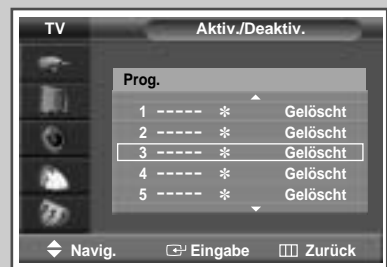 TV Aktiv./Deaktiv.
Prog.
1 ----- ✼ Gelöscht
2 ----- ✼ Gelöscht
3 ----- ✼ Gelöscht
4 ----- ✼ Gelöscht
5 ----- ✼ Gelöscht
Navig. Eingabe Zurück